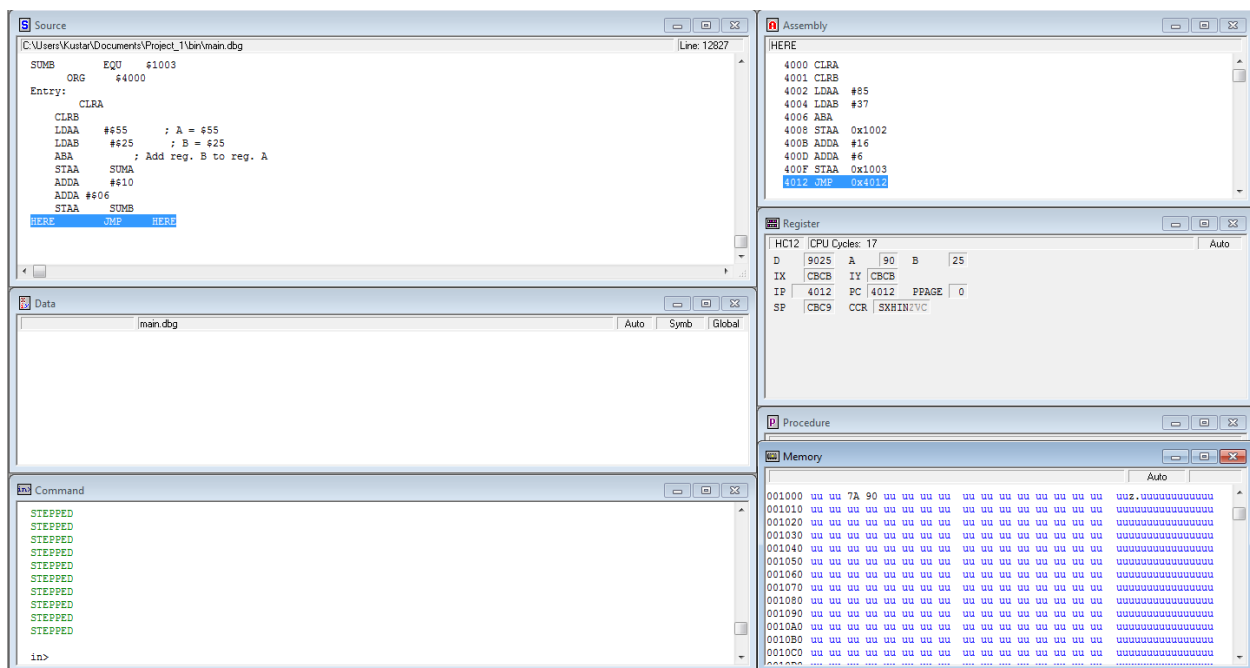 Source
C:\Users\Kustar\Documents\Project_1\bin\main.dbg Line: 12827
SUMB EQU $1003
ORG $4000
Entry:
CLRA
CLRB
LDAA #$55 ; A = $55
LDAB #$25 ; B = $25
ABA ; Add reg. B to reg. A
STAA SUMA
ADDA #$10
ADDA #$06
STAA SUMB
HERE JMP HERE
Data
main.dbg Auto Symb Global
Command
STEPPED
STEPPED
STEPPED
STEPPED
STEPPED
STEPPED
STEPPED
STEPPED
STEPPED
STEPPED
in>
Assembly
HERE
4000 CLRA
4001 CLRB
4002 LDAA #85
4004 LDAB #37
4006 ABA
4008 STAA 0x1002
400B ADDA #16
400D ADDA #6
400F STAA 0x1003
4012 JMP 0x4012
Register
HC12 CPU Cycles: 17 Auto
D 9025 A 90 B 25
IX CBCB IY CBCB
IP 4012 PC 4012 PPAGE 0
SP CBC9 CCR SXHINZVC
Procedure
Memory
Auto
001000 uu uu 7A 90 uu uu uu uu uu uu uu uu uu uu uu uu uuz.uuuuuuuuuuuu
001010 uu uu uu uu uu uu uu uu uu uu uu uu uu uu uu uu uuuuuuuuuuuuuuuu
001020 uu uu uu uu uu uu uu uu uu uu uu uu uu uu uu uu uuuuuuuuuuuuuuuu
001030 uu uu uu uu uu uu uu uu uu uu uu uu uu uu uu uu uuuuuuuuuuuuuuuu
001040 uu uu uu uu uu uu uu uu uu uu uu uu uu uu uu uu uuuuuuuuuuuuuuuu
001050 uu uu uu uu uu uu uu uu uu uu uu uu uu uu uu uu uuuuuuuuuuuuuuuu
001060 uu uu uu uu uu uu uu uu uu uu uu uu uu uu uu uu uuuuuuuuuuuuuuuu
001070 uu uu uu uu uu uu uu uu uu uu uu uu uu uu uu uu uuuuuuuuuuuuuuuu
001080 uu uu uu uu uu uu uu uu uu uu uu uu uu uu uu uu uuuuuuuuuuuuuuuu
001090 uu uu uu uu uu uu uu uu uu uu uu uu uu uu uu uu uuuuuuuuuuuuuuuu
0010A0 uu uu uu uu uu uu uu uu uu uu uu uu uu uu uu uu uuuuuuuuuuuuuuuu
0010B0 uu uu uu uu uu uu uu uu uu uu uu uu uu uu uu uu uuuuuuuuuuuuuuuu
0010C0 uu uu uu uu uu uu uu uu uu uu uu uu uu uu uu uu uuuuuuuuuuuuuuuu